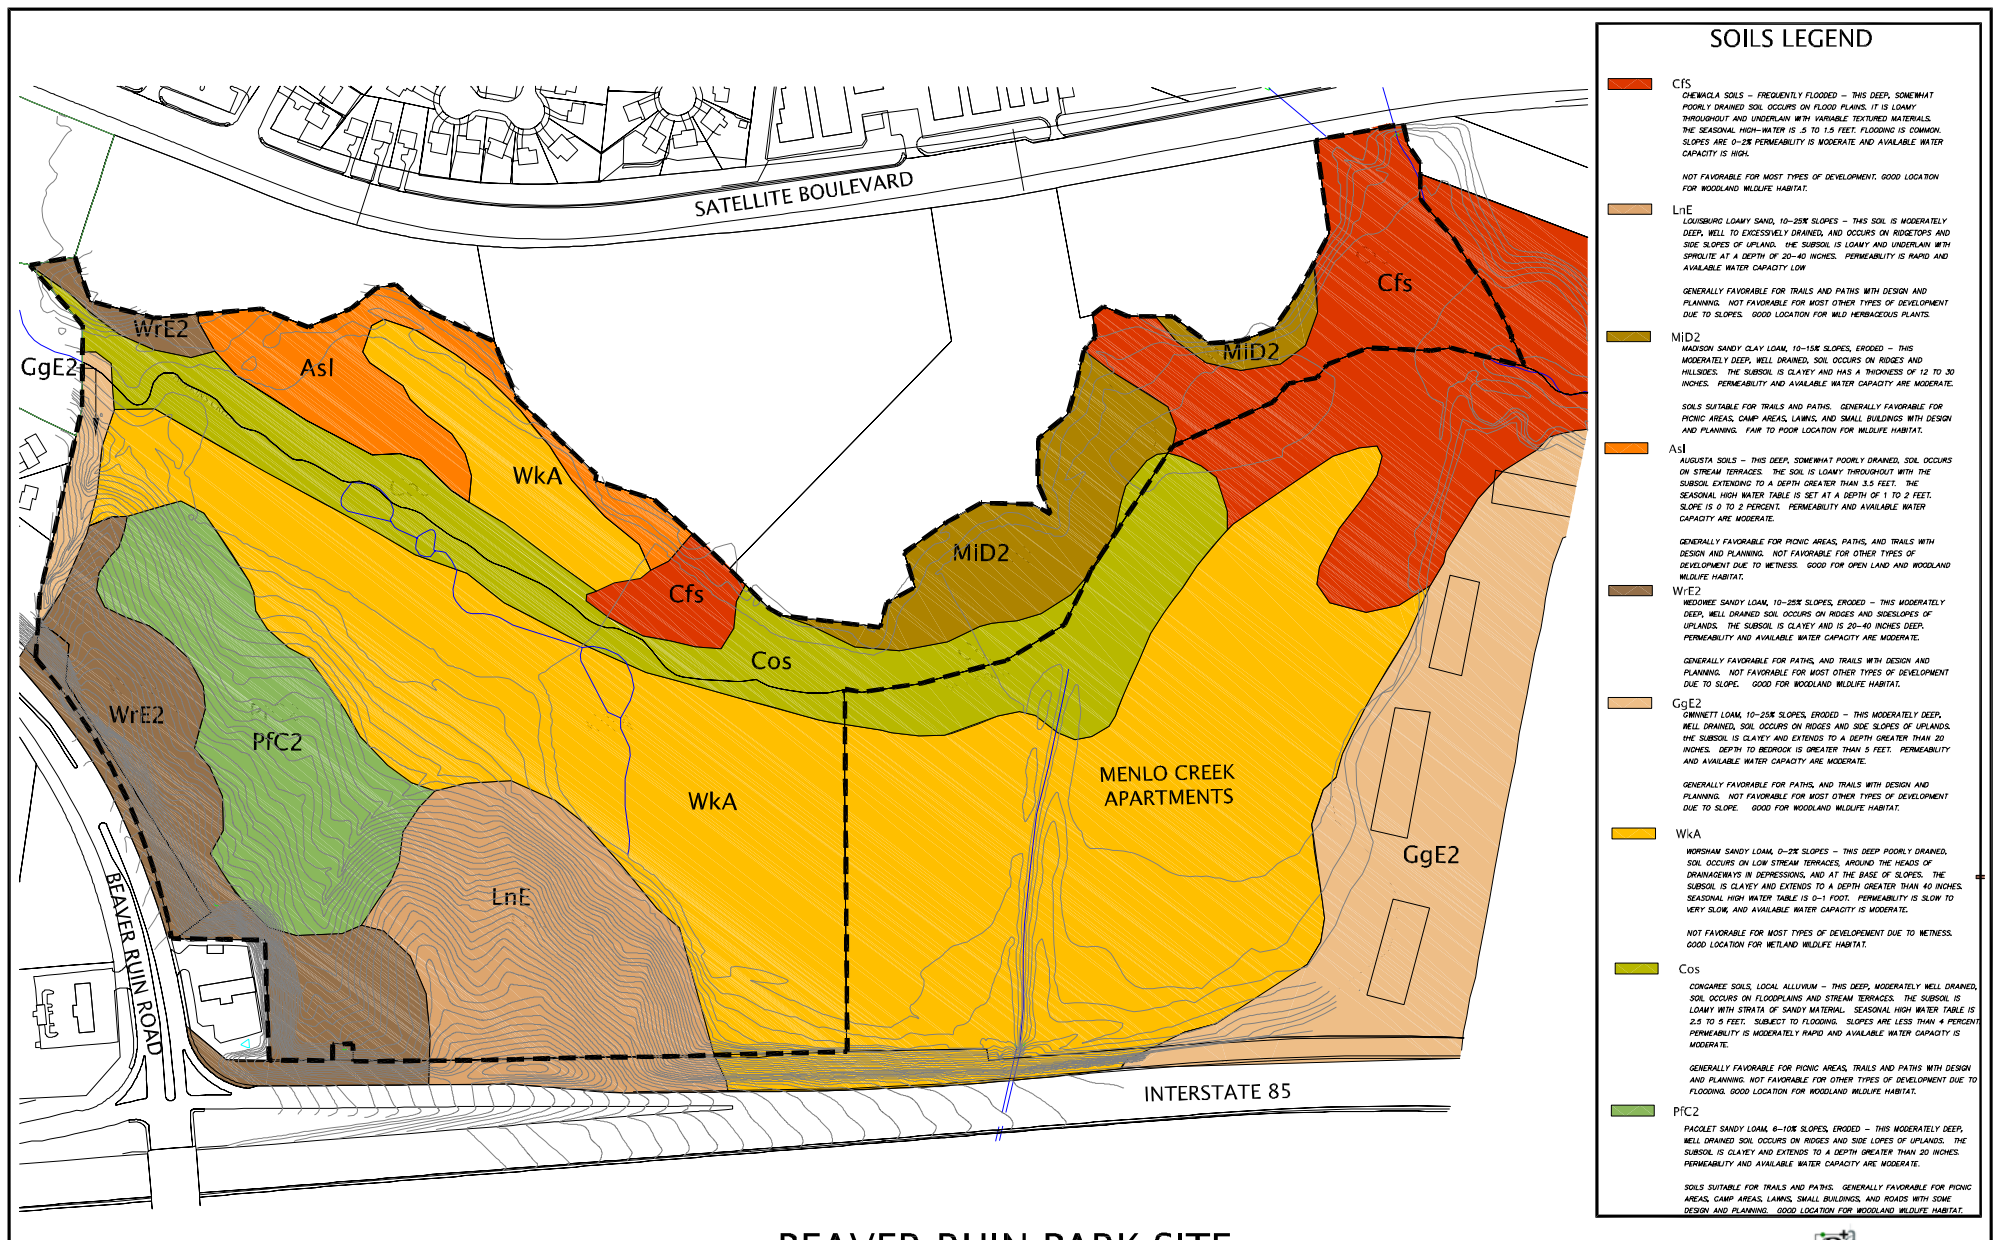 SOILS LEGEND
CfS
CHEWACLA SOILS – FREQUENTLY FLOODED – THIS DEEP, SOMEWHAT
POORLY DRAINED SOIL OCCURS ON FLOOD PLAINS. IT IS LOAMY
THROUGHOUT AND UNDERLAIN WITH VARIABLE TEXTURED MATERIALS.
THE SEASONAL HIGH–WATER IS .5 TO 1.5 FEET. FLOODING IS COMMON.
SLOPES ARE 0–2% PERMEABILITY IS MODERATE AND AVAILABLE WATER
CAPACITY IS HIGH.
NOT FAVORABLE FOR MOST TYPES OF DEVELOPMENT. GOOD LOCATION
FOR WOODLAND WILDLIFE HABITAT.
LnE
LOUISBURG LOAMY SAND, 10–25% SLOPES – THIS SOIL IS MODERATELY
DEEP, WELL TO EXCESSIVELY DRAINED, AND OCCURS ON RIDGETOPS AND
SIDE SLOPES OF UPLAND. tHE SUBSOIL IS LOAMY AND UNDERLAIN WITH
SPROLITE AT A DEPTH OF 20–40 INCHES. PERMEABILITY IS RAPID AND
AVAILABLE WATER CAPACITY LOW
GENERALLY FAVORABLE FOR TRAILS AND PATHS WITH DESIGN AND
PLANNING. NOT FAVORABLE FOR MOST OTHER TYPES OF DEVELOPMENT
DUE TO SLOPES. GOOD LOCATION FOR WILD HERBACEOUS PLANTS.
MiD2
MADISON SANDY CLAY LOAM, 10–15% SLOPES, ERODED – THIS
MODERATELY DEEP, WELL DRAINED, SOIL OCCURS ON RIDGES AND
HILLSIDES. THE SUBSOIL IS CLAYEY AND HAS A THICKNESS OF 12 TO 30
INCHES. PERMEABILITY AND AVAILABLE WATER CAPACITY ARE MODERATE.
SOILS SUITABLE FOR TRAILS AND PATHS. GENERALLY FAVORABLE FOR
PICNIC AREAS, CAMP AREAS, LAWNS, AND SMALL BUILDINGS WITH DESIGN
AND PLANNING. FAIR TO POOR LOCATION FOR WILDLIFE HABITAT.
AsI
AUGUSTA SOILS – THIS DEEP, SOMEWHAT POORLY DRAINED, SOIL OCCURS
ON STREAM TERRACES. THE SOIL IS LOAMY THROUGHOUT WITH THE
SUBSOIL EXTENDING TO A DEPTH GREATER THAN 3.5 FEET. THE
SEASONAL HIGH WATER TABLE IS SET AT A DEPTH OF 1 TO 2 FEET.
SLOPE IS 0 TO 2 PERCENT. PERMEABILITY AND AVAILABLE WATER
CAPACITY ARE MODERATE.
GENERALLY FAVORABLE FOR PICNIC AREAS, PATHS, AND TRAILS WITH
DESIGN AND PLANNING. NOT FAVORABLE FOR OTHER TYPES OF
DEVELOPMENT DUE TO WETNESS. GOOD FOR OPEN LAND AND WOODLAND
WILDLIFE HABITAT.
WrE2
WEDOWEE SANDY LOAM, 10–25% SLOPES, ERODED – THIS MODERATELY
DEEP, WELL DRAINED SOIL OCCURS ON RIDGES AND SIDESLOPES OF
UPLANDS. THE SUBSOIL IS CLAYEY AND IS 20–40 INCHES DEEP.
PERMEABILITY AND AVAILABLE WATER CAPACITY ARE MODERATE.
GENERALLY FAVORABLE FOR PATHS, AND TRAILS WITH DESIGN AND
PLANNING. NOT FAVORABLE FOR MOST OTHER TYPES OF DEVELOPMENT
DUE TO SLOPE. GOOD FOR WOODLAND WILDLIFE HABITAT.
GgE2
GWINNETT LOAM, 10–25% SLOPES, ERODED – THIS MODERATELY DEEP,
WELL DRAINED, SOIL OCCURS ON RIDGES AND SIDE SLOPES OF UPLANDS.
tHE SUBSOIL IS CLAYEY AND EXTENDS TO A DEPTH GREATER THAN 20
INCHES. DEPTH TO BEDROCK IS GREATER THAN 5 FEET. PERMEABILITY
AND AVAILABLE WATER CAPACITY ARE MODERATE.
GENERALLY FAVORABLE FOR PATHS, AND TRAILS WITH DESIGN AND
PLANNING. NOT FAVORABLE FOR MOST OTHER TYPES OF DEVELOPMENT
DUE TO SLOPE. GOOD FOR WOODLAND WILDLIFE HABITAT.
WkA
WORSHAM SANDY LOAM, 0–2% SLOPES – THIS DEEP POORLY DRAINED,
SOIL OCCURS ON LOW STREAM TERRACES, AROUND THE HEADS OF
DRAINAGEWAYS IN DEPRESSIONS, AND AT THE BASE OF SLOPES. THE
SUBSOIL IS CLAYEY AND EXTENDS TO A DEPTH GREATER THAN 40 INCHES.
SEASONAL HIGH WATER TABLE IS 0–1 FOOT. PERMEABILITY IS SLOW TO
VERY SLOW, AND AVAILABLE WATER CAPACITY IS MODERATE.
NOT FAVORABLE FOR MOST TYPES OF DEVELOPEMENT DUE TO WETNESS.
GOOD LOCATION FOR WETLAND WILDLIFE HABITAT.
Cos
CONGAREE SOILS, LOCAL ALLUVIUM – THIS DEEP, MODERATELY WELL DRAINED,
SOIL OCCURS ON FLOODPLAINS AND STREAM TERRACES. THE SUBSOIL IS
LOAMY WITH STRATA OF SANDY MATERIAL. SEASONAL HIGH WATER TABLE IS
2.5 TO 5 FEET. SUBJECT TO FLOODING. SLOPES ARE LESS THAN 4 PERCENT.
PERMEABILITY IS MODERATELY RAPID AND AVAILABLE WATER CAPACITY IS
MODERATE.
GENERALLY FAVORABLE FOR PICNIC AREAS, TRAILS AND PATHS WITH DESIGN
AND PLANNING. NOT FAVORABLE FOR OTHER TYPES OF DEVELOPMENT DUE TO
FLOODING. GOOD LOCATION FOR WOODLAND WILDLIFE HABITAT.
PfC2
PACOLET SANDY LOAM, 6–10% SLOPES, ERODED – THIS MODERATELY DEEP,
WELL DRAINED SOIL OCCURS ON RIDGES AND SIDE LOPES OF UPLANDS. THE
SUBSOIL IS CLAYEY AND EXTENDS TO A DEPTH GREATER THAN 20 INCHES.
PERMEABILITY AND AVAILABLE WATER CAPACITY ARE MODERATE.
SOILS SUITABLE FOR TRAILS AND PATHS. GENERALLY FAVORABLE FOR PICNIC
AREAS, CAMP AREAS, LAWNS, SMALL BUILDINGS, AND ROADS WITH SOME
DESIGN AND PLANNING. GOOD LOCATION FOR WOODLAND WILDLIFE HABITAT.
SATELLITE BOULEVARD
Cfs
WrE2
MiD2
GgE2
AsI
WkA
MiD2
Cfs
Cos
WrE2
PfC2
MENLO CREEK
APARTMENTS
WkA
GgE2
LnE
BEAVER RUIN ROAD
INTERSTATE 85
BEAVER RUIN PARK SITE